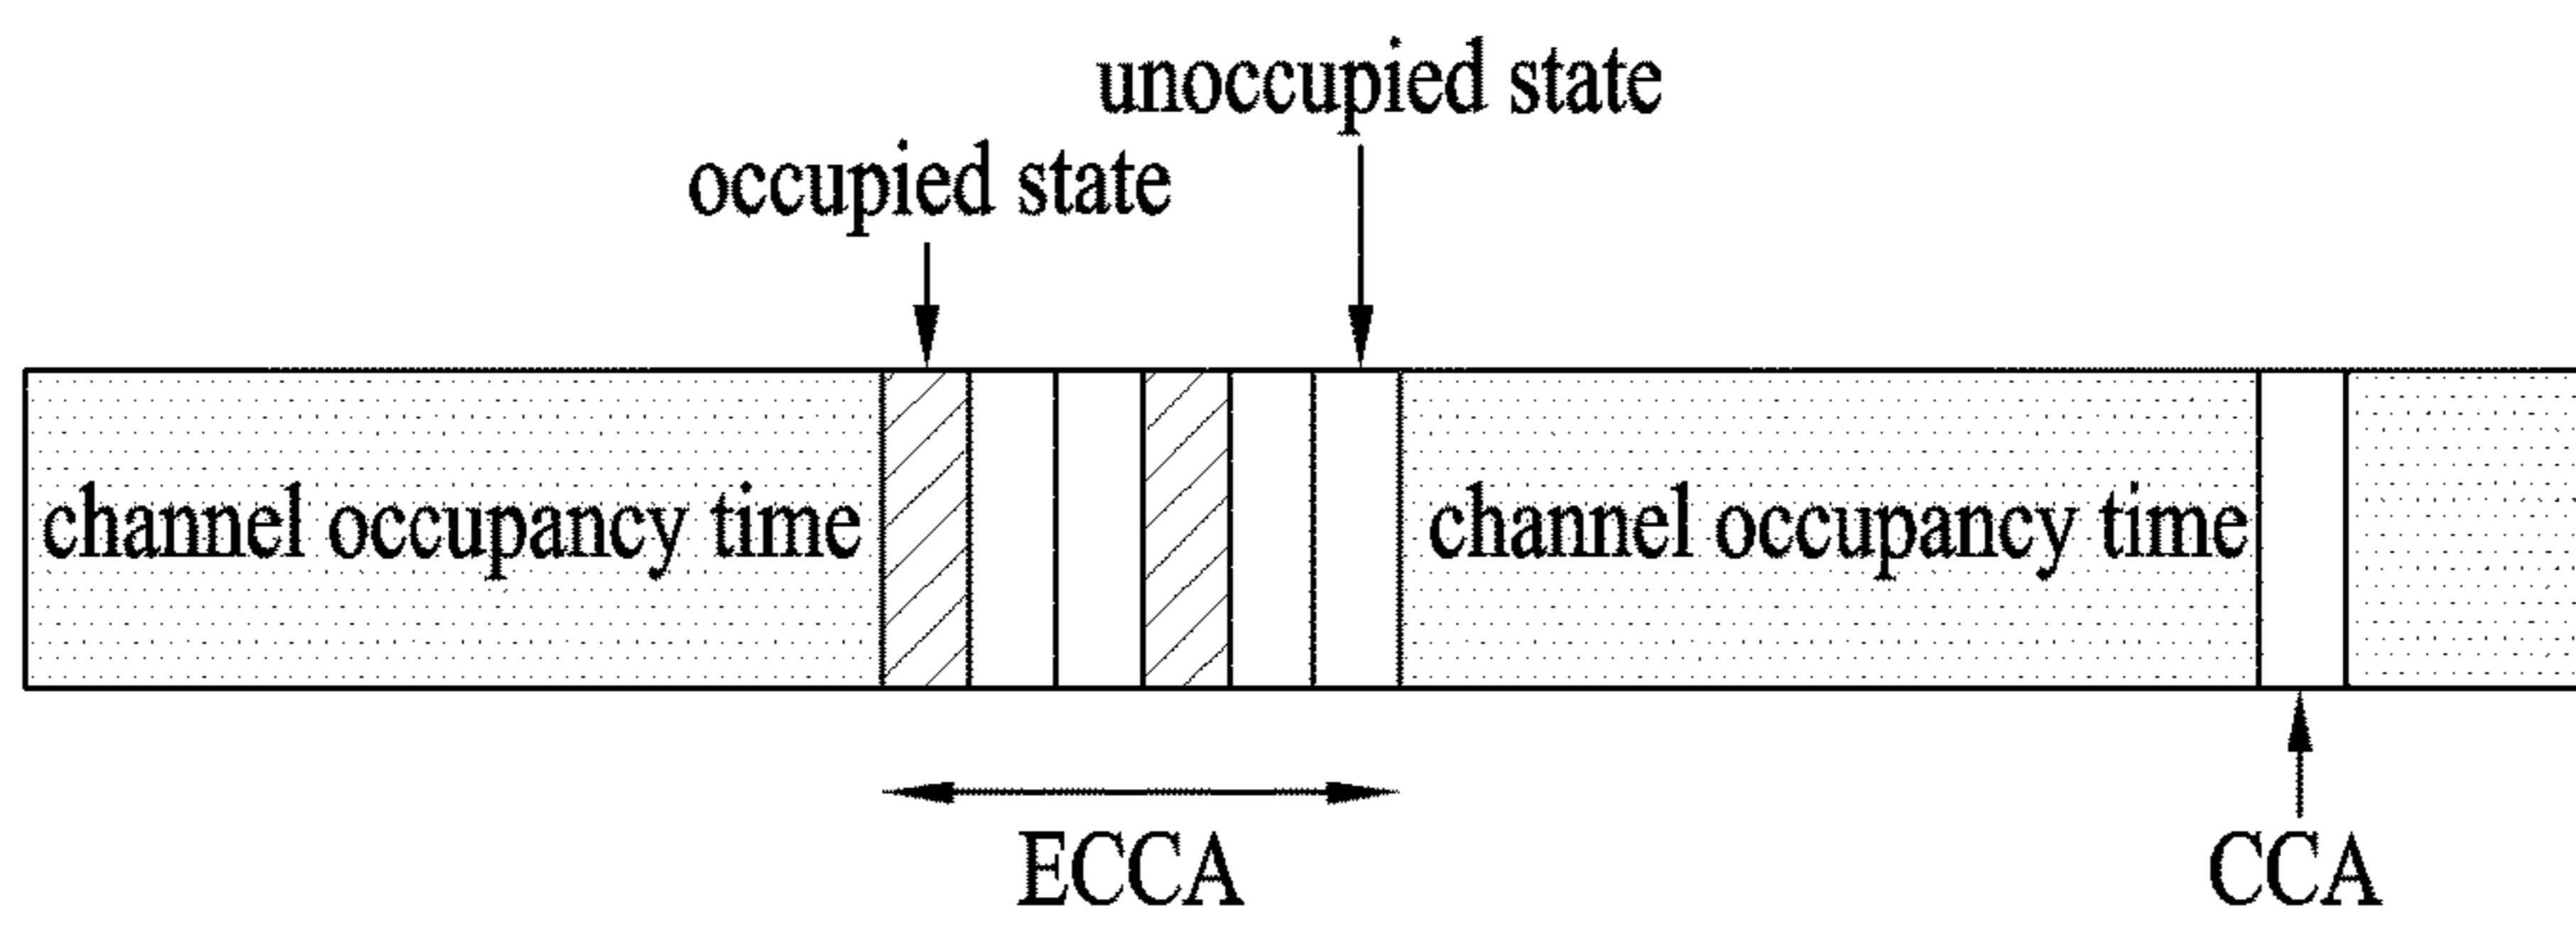 unoccupied state
occupied state
channel occupancy time
channel occupancy time
ECCA
CCA